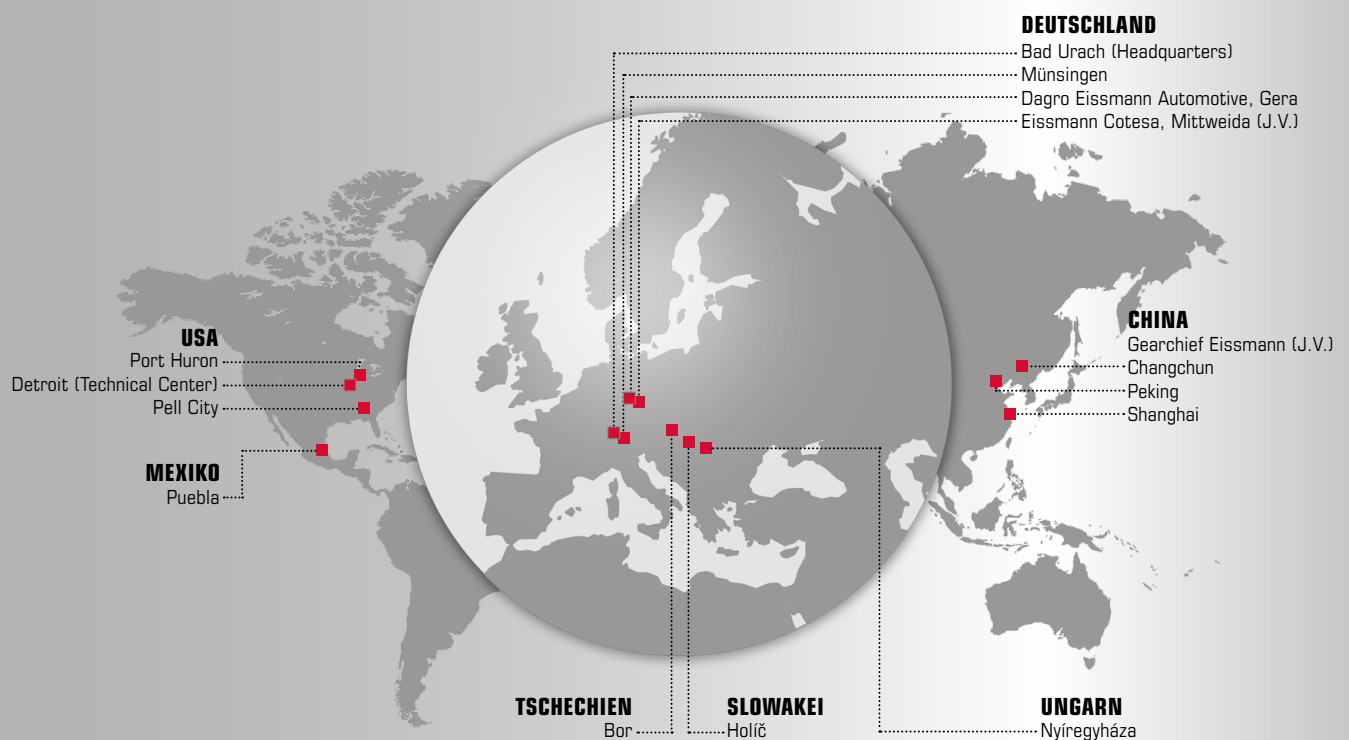 DEUTSCHLAND
Bad Urach (Headquarters)
Münsingen
Dagro Eissmann Automotive, Gera
Eissmann Cotesa, Mittweida (J.V.)
USA
Port Huron
Detroit (Technical Center)
Pell City
MEXIKO
Puebla
CHINA
Gearchief Eissmann (J.V.)
Changchun
Peking
Shanghai
TSCHECHIEN
Bor
SLOWAKEI
Holíč
UNGARN
Nyíregyháza